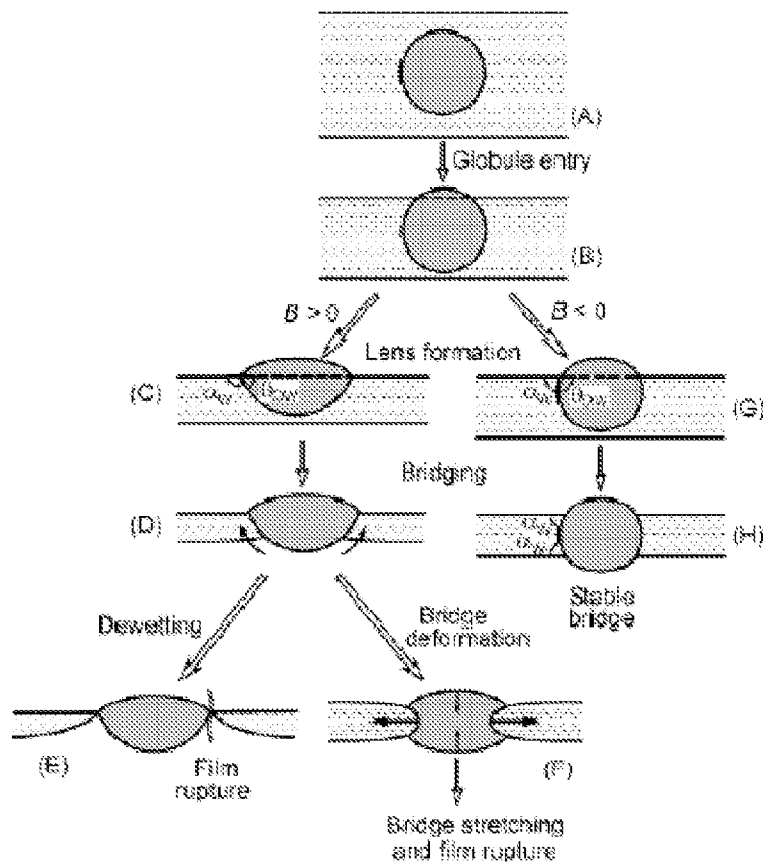 (A)
Globule entry
(B)
B > 0
B < 0
Lens formation
(C)
(G)
Bridging
(D)
(H)
Stable
bridge
Dewetting
Bridge
deformation
(E)
Film
rupture
(F)
Bridge stretching
and film rupture